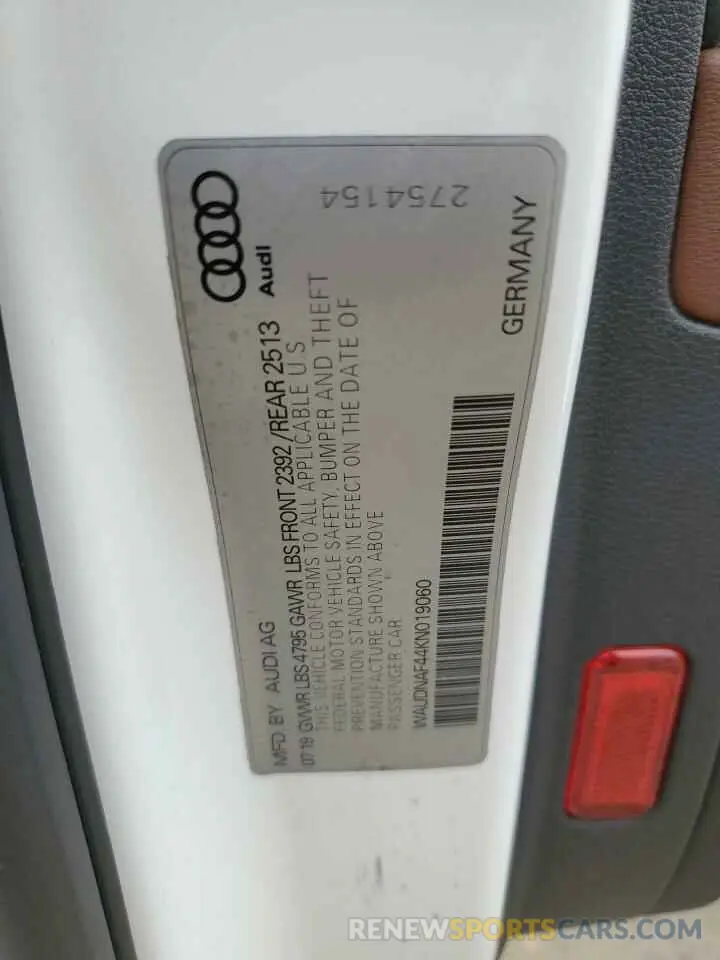 Audi
MFD BY AUDI AG
07 19 GVWR LBS 4795 GAWR LBS FRONT 2392 / REAR 2513
THIS VEHICLE CONFORMS TO ALL APPLICABLE U S
FEDERAL MOTOR VEHICLE SAFETY, BUMPER AND THEFT
PREVENTION STANDARDS IN EFFECT ON THE DATE OF
MANUFACTURE SHOWN ABOVE
PASSENGER CAR
WAUDNAF44KN019060
GERMANY
2754154
RENEWSPORTSCARS.COM